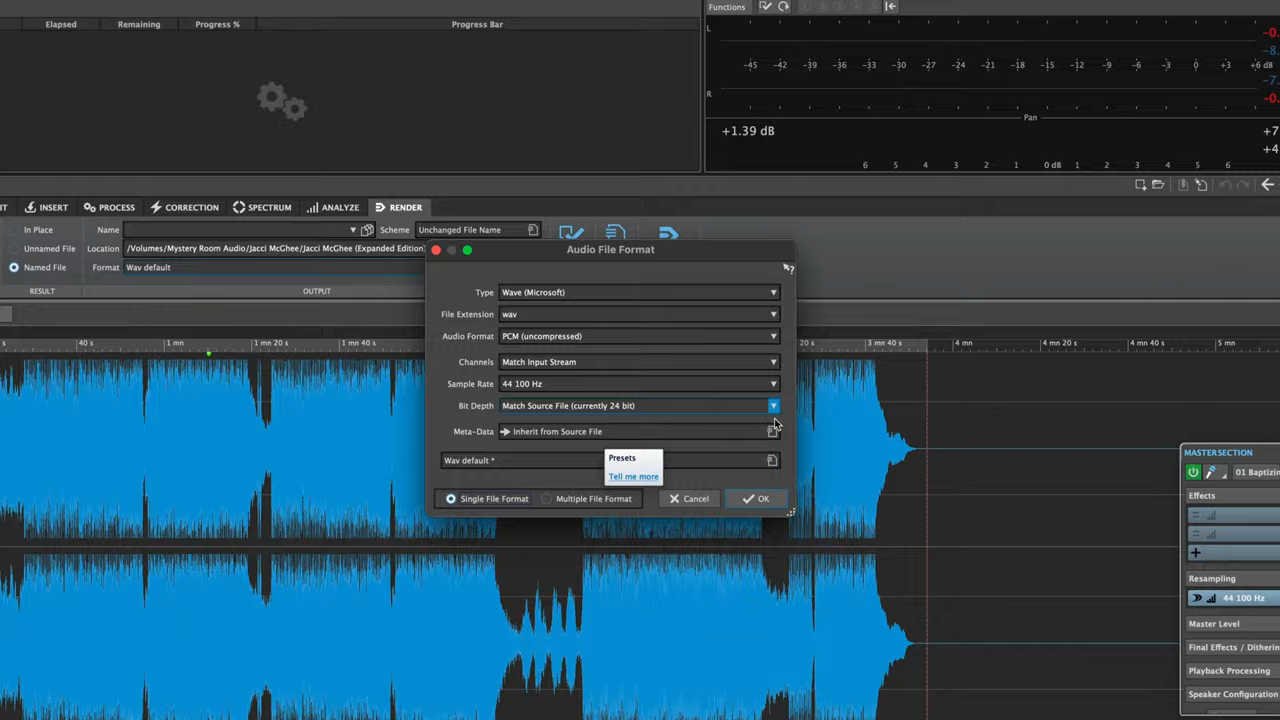 Elapsed Remaining Progress % Progress Bar
Functions
L
-45 -42 -39 -36 -33 -30 -27 -24 -21 -18 -15 -12 -9 -6 -3 0 +3 +6 dB
R
Pan
+1.39 dB
6 5 4 3 2 1 0 dB 1 2 3 4 5 6
INSERT PROCESS CORRECTION SPECTRUM ANALYZE RENDER
In Place
Unnamed File
Named File
RESULT
Name
Scheme Unchanged File Name
Location /Volumes/Mystery Room Audio/Jacci McGhee/Jacci McGhee (Expanded Edition)
Format Wav default
OUTPUT
40 s 1 mn 1 mn 20 s 1 mn 40 s 20 s 3 mn 40 s 4 mn 4 mn 20 s 4 mn 40 s 5 mn
Audio File Format
Type Wave (Microsoft)
File Extension wav
Audio Format PCM (uncompressed)
Channels Match Input Stream
Sample Rate 44 100 Hz
Bit Depth Match Source File (currently 24 bit)
Meta-Data Inherit from Source File
Wav default *
Presets
Tell me more
Single File Format Multiple File Format Cancel OK
MASTER SECTION
01 Baptizin
Effects
Resampling
44 100 Hz
Master Level
Final Effects / Ditherin
Playback Processing
Speaker Configuration